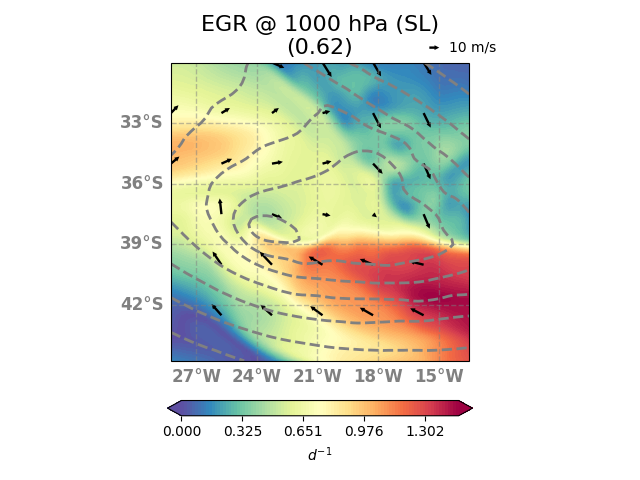 EGR @ 1000 hPa (SL)
(0.62)
10 m/s
33°S
36°S
39°S
42°S
27°W 24°W 21°W 18°W 15°W
0.000 0.325 0.651 0.976 1.302
d⁻¹